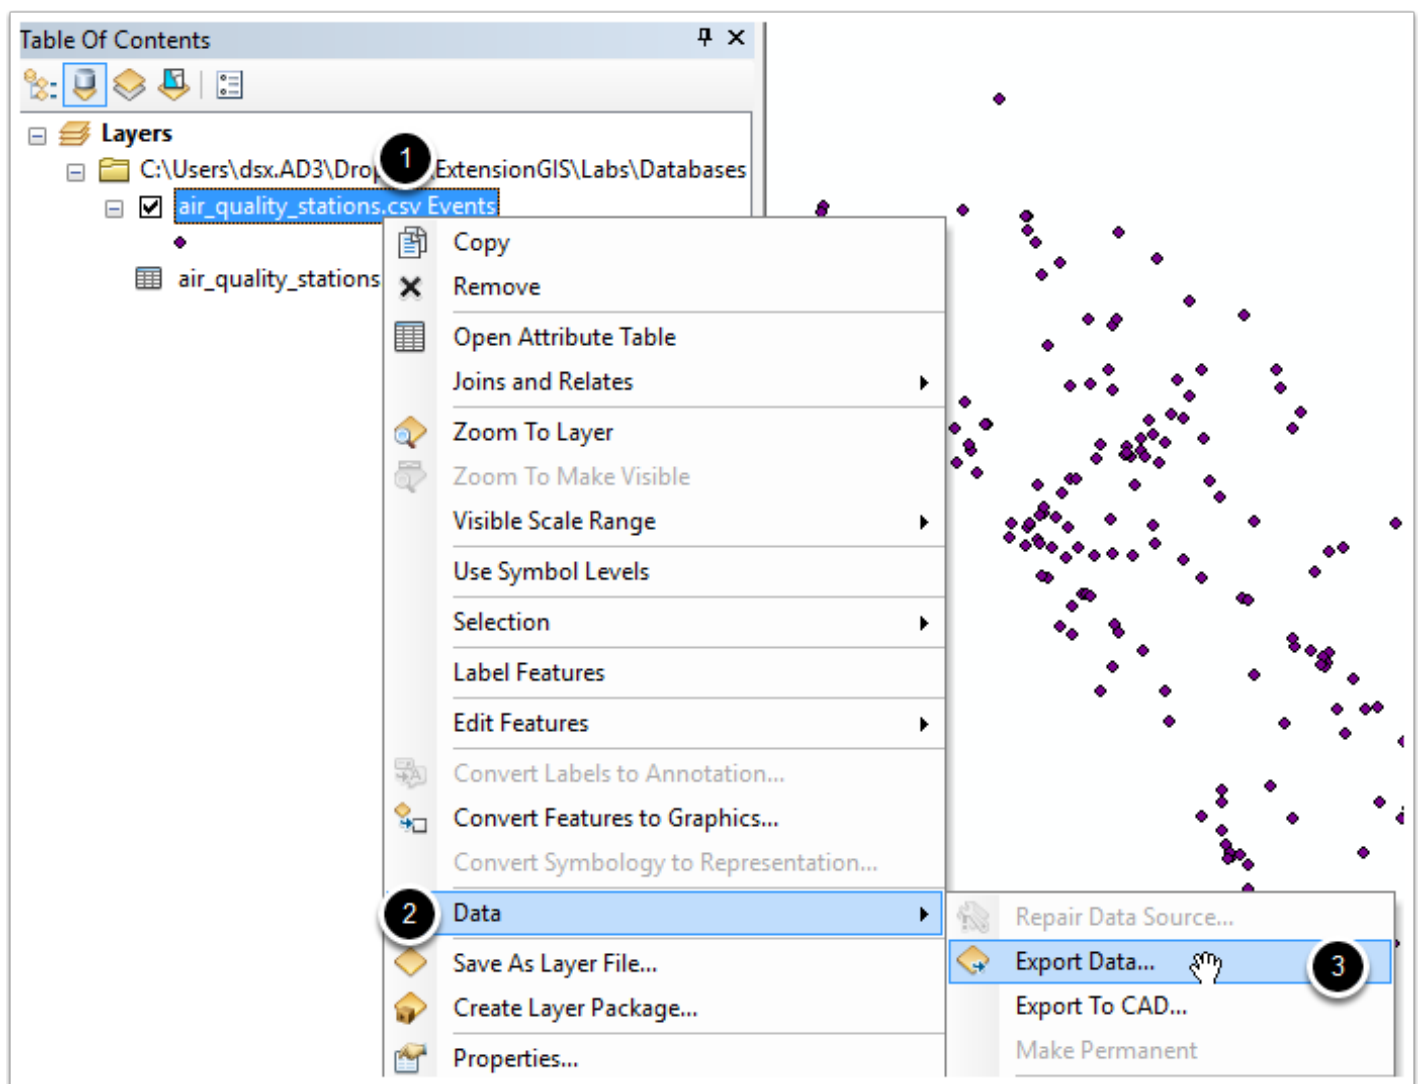 Table Of Contents
Layers
C:\Users\dsx.AD3\Drop ExtensionGIS\Labs\Databases
1
air_quality_stations.csv Events
air_quality_stations
Copy
Remove
Open Attribute Table
Joins and Relates
Zoom To Layer
Zoom To Make Visible
Visible Scale Range
Use Symbol Levels
Selection
Label Features
Edit Features
Convert Labels to Annotation...
Convert Features to Graphics...
Convert Symbology to Representation...
2
Data
Save As Layer File...
Create Layer Package...
Properties...
Repair Data Source...
Export Data...
3
Export To CAD...
Make Permanent